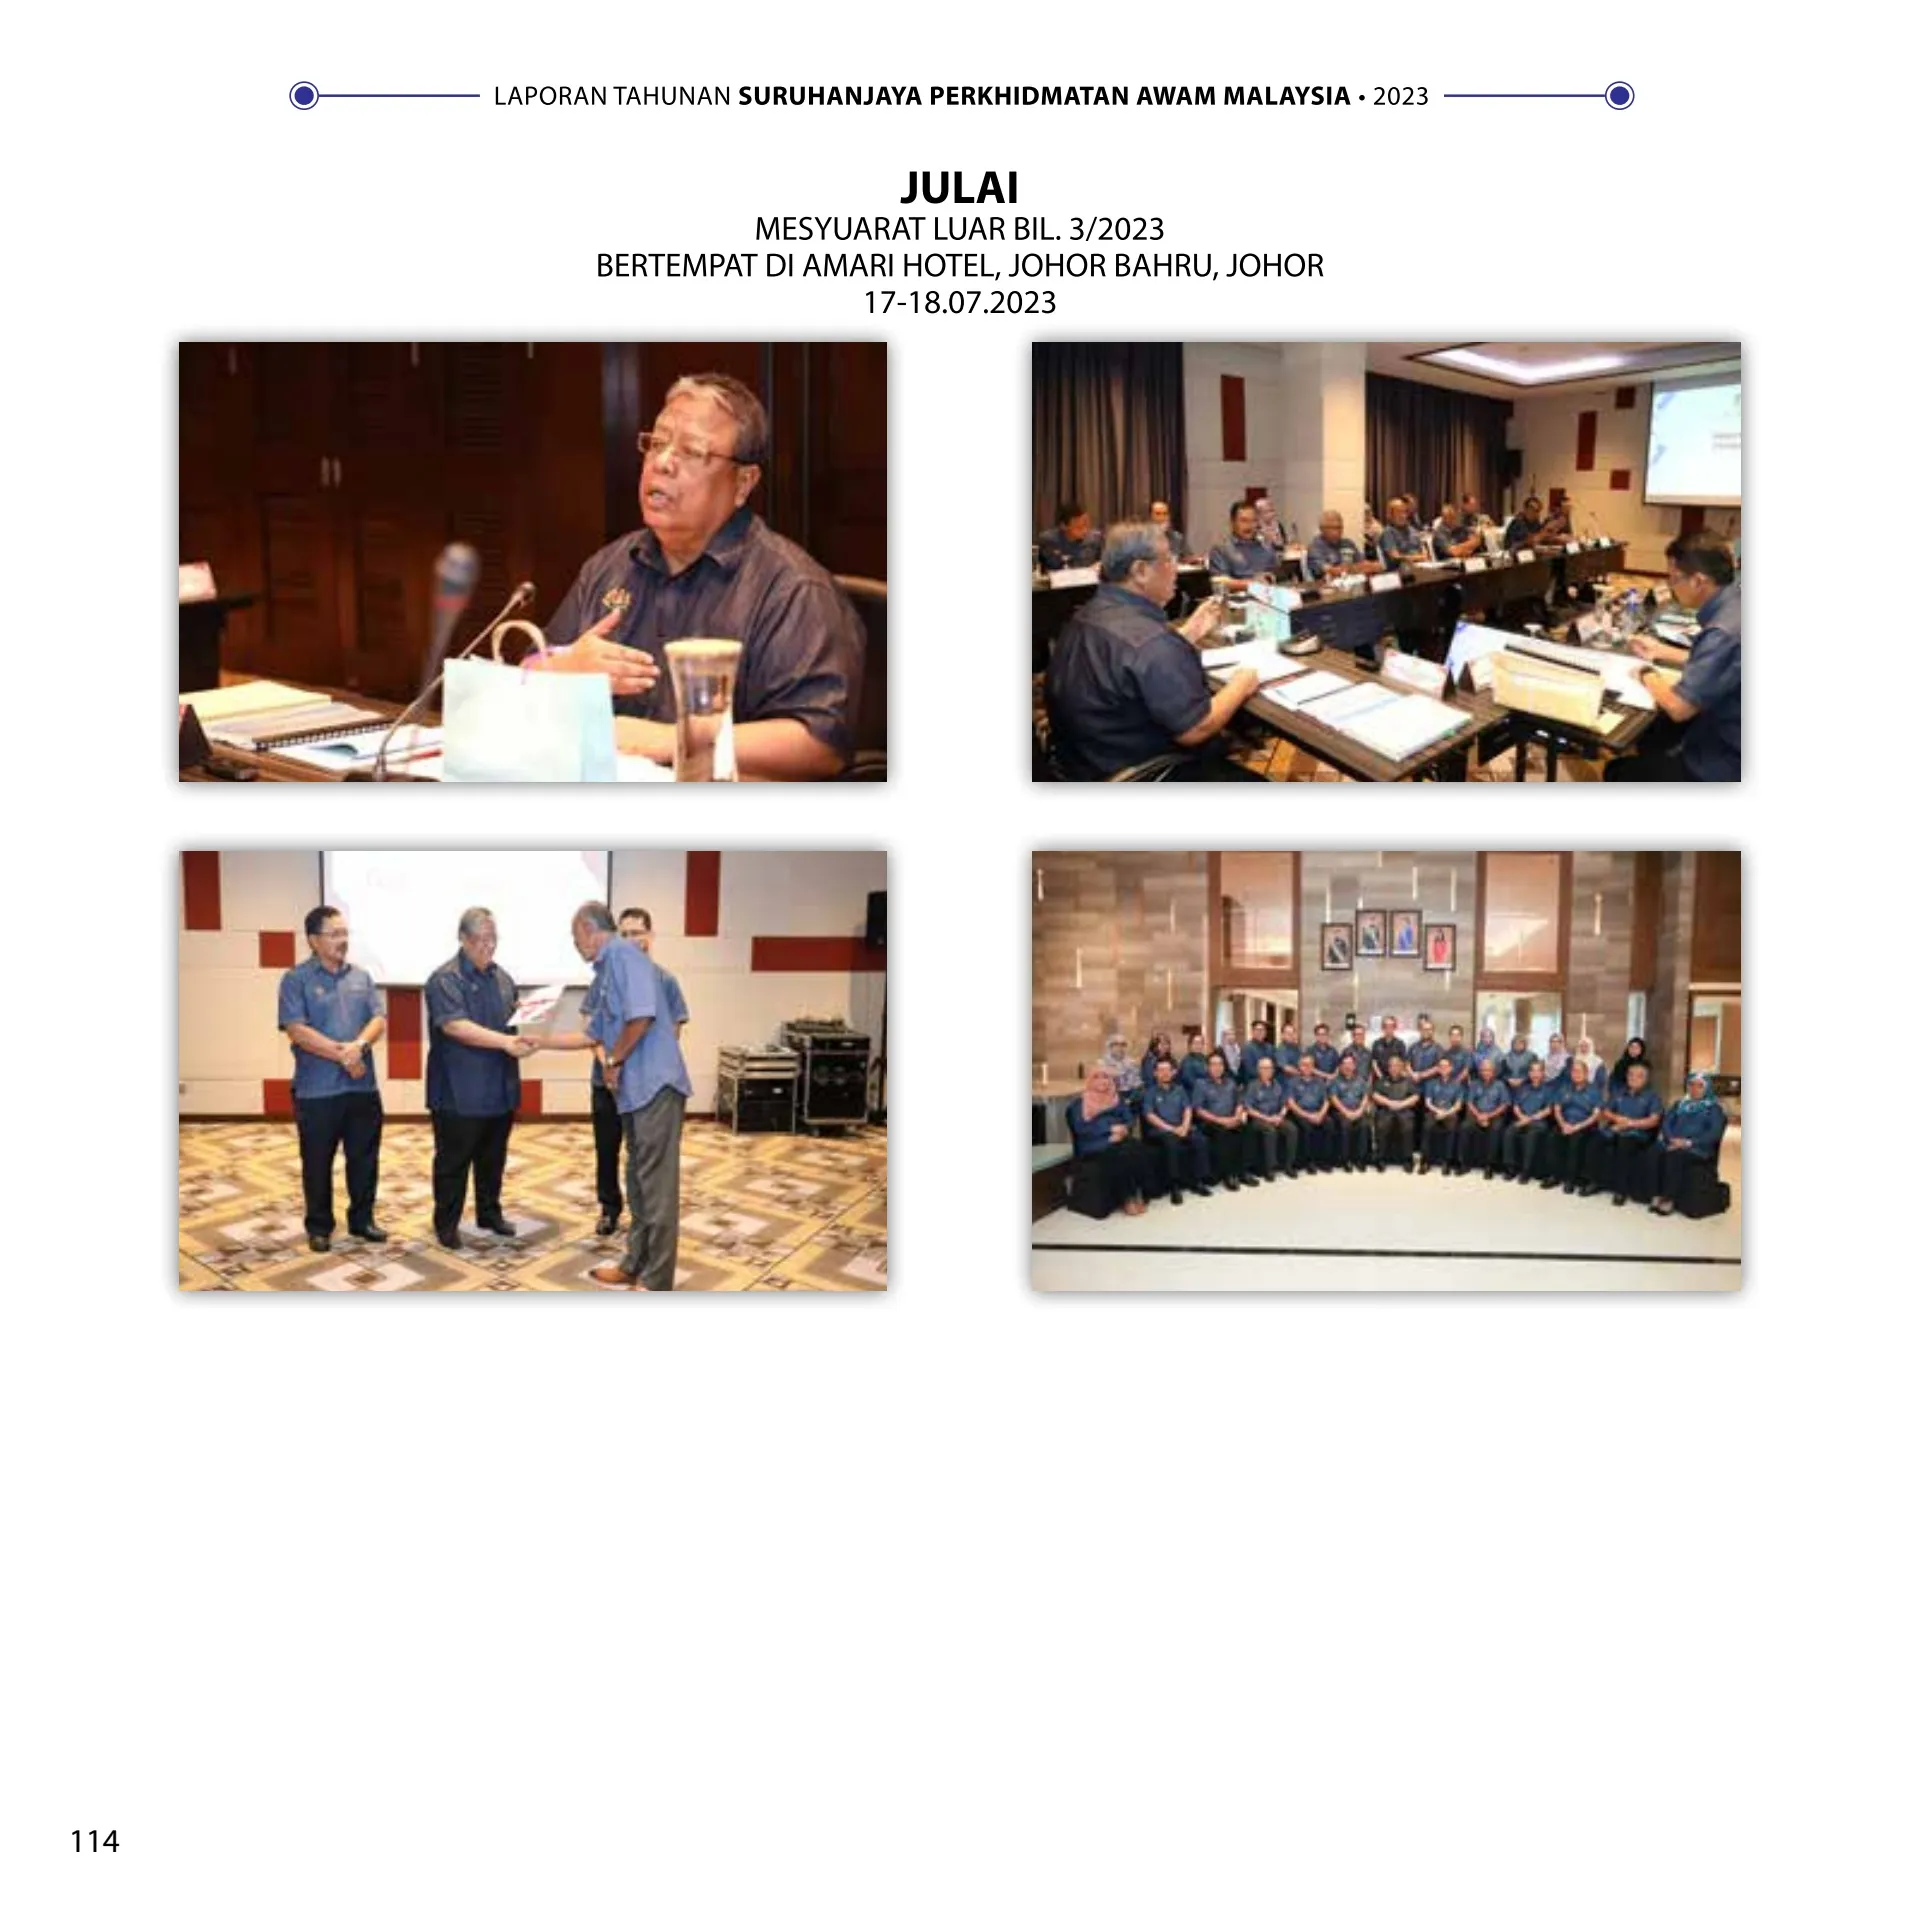 LAPORAN TAHUNAN SURUHANJAYA PERKHIDMATAN AWAM MALAYSIA • 2023
JULAI
MESYUARAT LUAR BIL. 3/2023
BERTEMPAT DI AMARI HOTEL, JOHOR BAHRU, JOHOR
17-18.07.2023
114